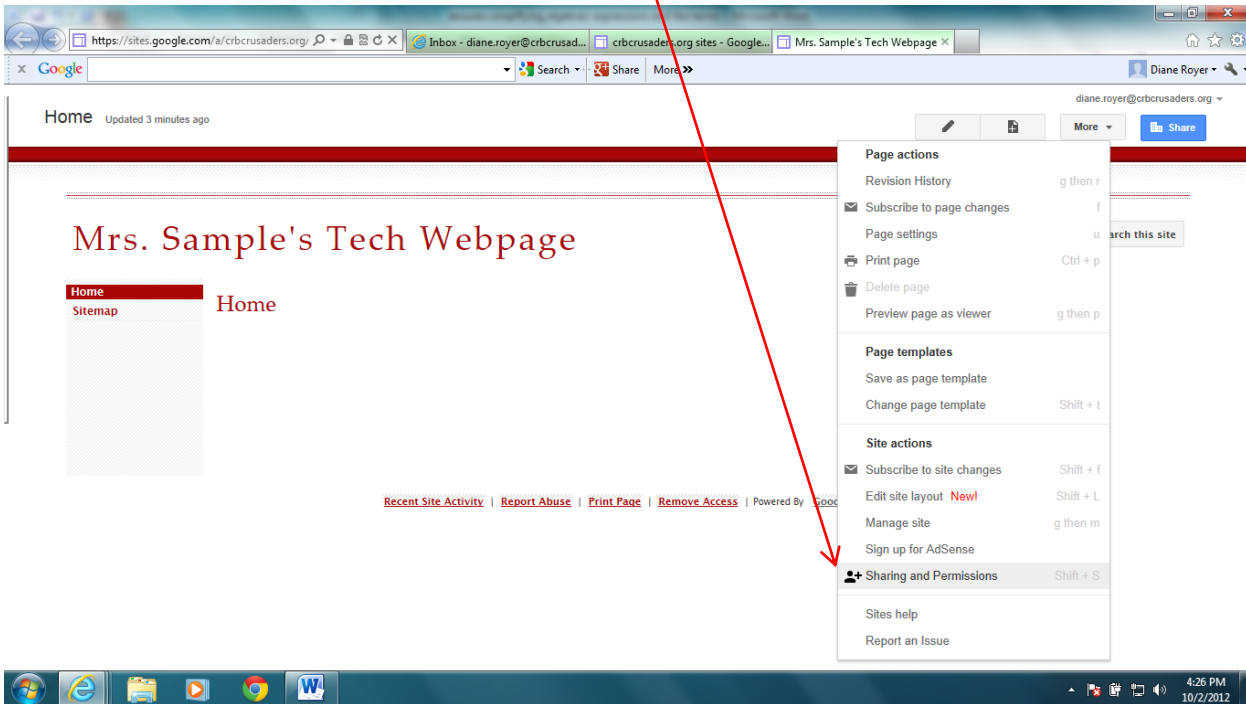 https://sites.google.com/a/crbcrusaders.org/
Inbox - diane.royer@crbcrusad...
crbcrusaders.org sites - Google...
Mrs. Sample's Tech Webpage
x Google
Search
Share
More »
Diane Royer
diane.royer@crbcrusaders.org
Home Updated 3 minutes ago
More
Share
Mrs. Sample's Tech Webpage
arch this site
Home
Sitemap
Home
Page actions
Revision History g then r
Subscribe to page changes f
Page settings u
Print page Ctrl + p
Delete page
Preview page as viewer g then p
Page templates
Save as page template
Change page template Shift + t
Site actions
Subscribe to site changes Shift + f
Edit site layout New! Shift + L
Manage site g then m
Sign up for AdSense
Sharing and Permissions Shift + S
Sites help
Report an Issue
Recent Site Activity | Report Abuse | Print Page | Remove Access | Powered By Goo
4:26 PM
10/2/2012